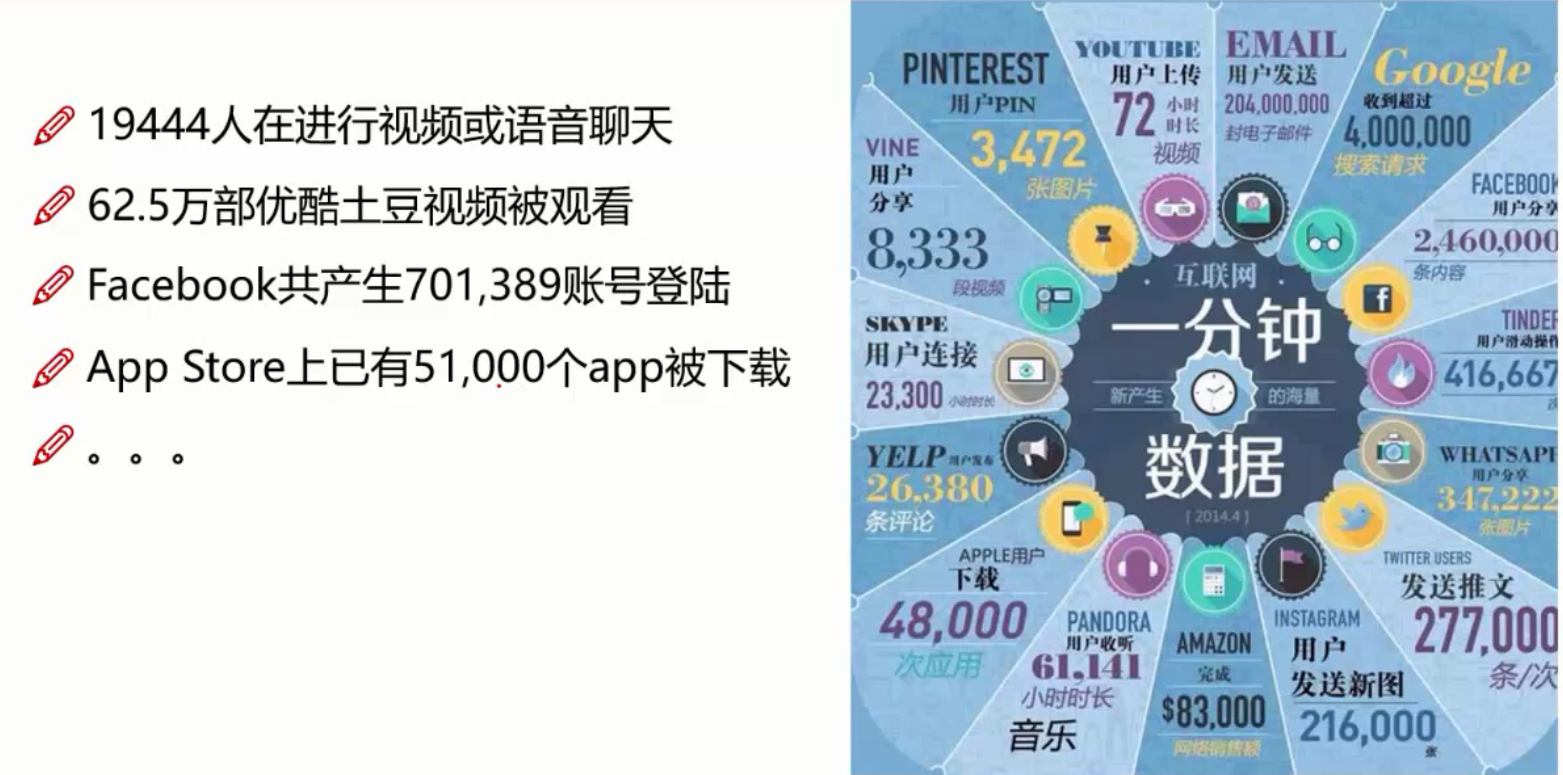 19444人在进行视频或语音聊天
62.5万部优酷土豆视频被观看
Facebook共产生701,389账号登陆
App Store上已有51,000个app被下载
。。。
PINTEREST
用户PIN
3,472
张图片
YOUTUBE
用户上传
72 小时
时长
视频
EMAIL
用户发送
204,000,000
封电子邮件
Google
收到超过
4,000,000
搜索请求
FACEBOOK
用户分享
2,460,000
条内容
TINDER
用户滑动操作
416,667
次
WHATSAPP
用户分享
347,222
张图片
TWITTER USERS
发送推文
277,000
条/次
INSTAGRAM
用户
发送新图
216,000
张
AMAZON
完成
$83,000
网络销售额
PANDORA
用户收听
61,141
小时时长
音乐
APPLE用户
下载
48,000
次应用
YELP 用户发布
26,380
条评论
SKYPE
用户连接
23,300 小时时长
VINE
用户
分享
8,333
段视频
· 互联网 ·
一分钟
新产生 的海量
数据
[ 2014.4 ]